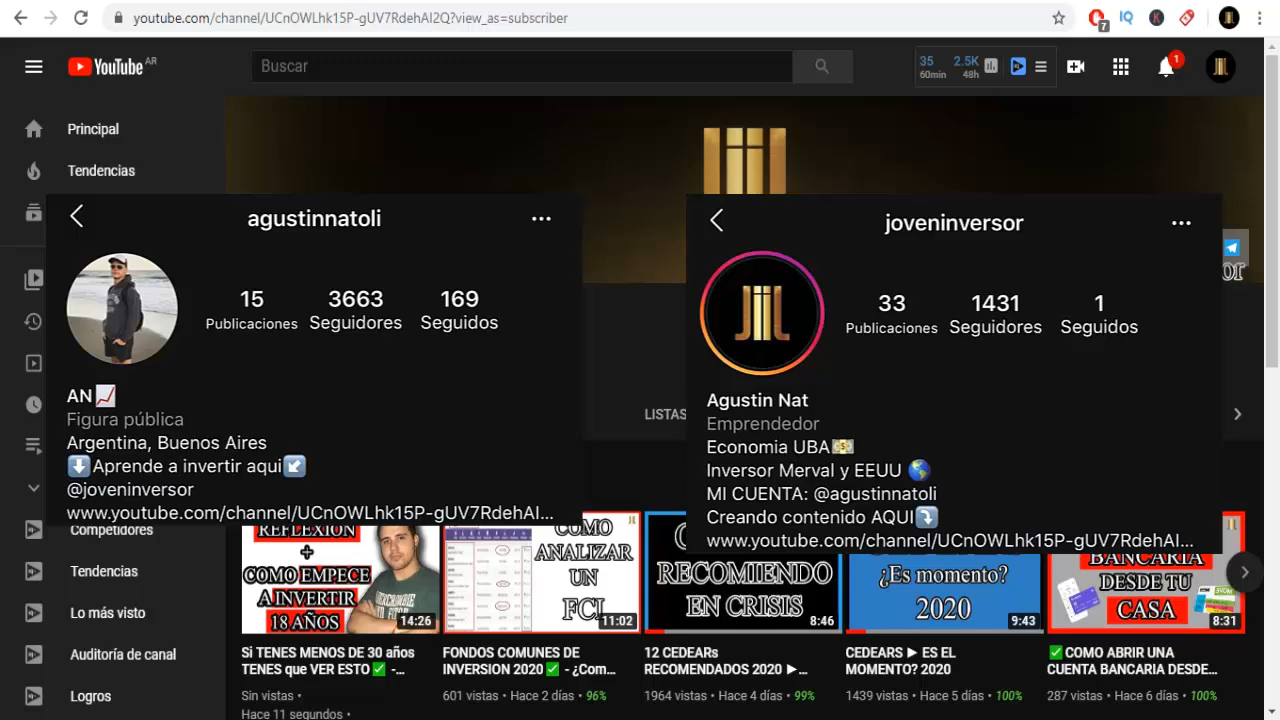 youtube.com/channel/UCnOWLhk15P-gUV7RdehAI2Q?view_as=subscriber
7
YouTube AR
Buscar
35 60min
2.5K 48h
1
Principal
Tendencias
JIIL
agustinnatoli
15 Publicaciones
3663 Seguidores
169 Seguidos
AN📈
Figura pública
Argentina, Buenos Aires
⬇️Aprende a invertir aqui↙️
@joveninversor
www.youtube.com/channel/UCnOWLhk15P-gUV7RdehAI...
LISTAS
joveninversor
33 Publicaciones
1431 Seguidores
1 Seguidos
Agustin Nat
Emprendedor
Economia UBA💵
Inversor Merval y EEUU 🌎
MI CUENTA: @agustinnatoli
Creando contenido AQUI⤵️
www.youtube.com/channel/UCnOWLhk15P-gUV7RdehAI...
or
Competidores
Tendencias
Lo más visto
Auditoría de canal
Logros
REFLEXIÓN
+
COMO EMPECE
A INVERTIR
18 AÑOS
14:26
Si TENES MENOS DE 30 años
TENES que VER ESTO ✅ -...
Sin vistas •
Hace 11 segundos •
COMO
ANALIZAR
UN
FCI
11:02
FONDOS COMUNES DE
INVERSION 2020 ✅ - ¿Com...
601 vistas • Hace 2 días • 96%
RECOMIENDO
EN CRISIS
8:46
12 CEDEARs
RECOMENDADOS 2020 ►...
1964 vistas • Hace 4 días • 99%
¿Es momento?
2020
9:43
CEDEARS ► ES EL
MOMENTO? 2020
1439 vistas • Hace 5 días • 100%
BANCARIA
DESDE TU
CASA
8:31
✅ COMO ABRIR UNA
CUENTA BANCARIA DESDE...
287 vistas • Hace 6 días • 100%